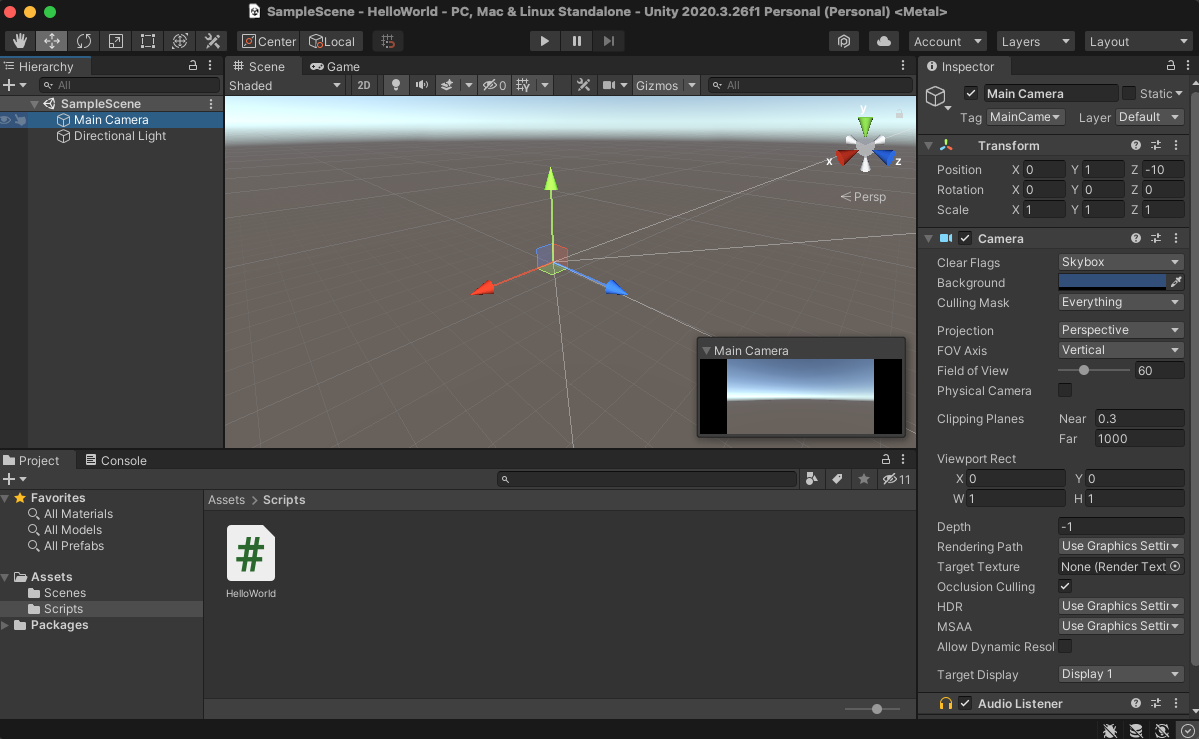 SampleScene - HelloWorld - PC, Mac & Linux Standalone - Unity 2020.3.26f1 Personal (Personal) <Metal>
Center Local Account Layers Layout
Hierarchy
All
SampleScene
Main Camera
Directional Light
Scene Game
Shaded 2D 0 Gizmos All
y
x z
Persp
Main Camera
Inspector
Main Camera Static
Tag MainCame Layer Default
Transform
Position X 0 Y 1 Z -10
Rotation X 0 Y 0 Z 0
Scale X 1 Y 1 Z 1
Camera
Clear Flags Skybox
Background
Culling Mask Everything
Projection Perspective
FOV Axis Vertical
Field of View 60
Physical Camera
Clipping Planes Near 0.3
Far 1000
Viewport Rect
X 0 Y 0
W 1 H 1
Depth -1
Rendering Path Use Graphics Settir
Target Texture None (Render Text
Occlusion Culling
HDR Use Graphics Settir
MSAA Use Graphics Settir
Allow Dynamic Resol
Target Display Display 1
Audio Listener
Project Console
11
Favorites
All Materials
All Models
All Prefabs
Assets
Scenes
Scripts
Packages
Assets > Scripts
#
HelloWorld